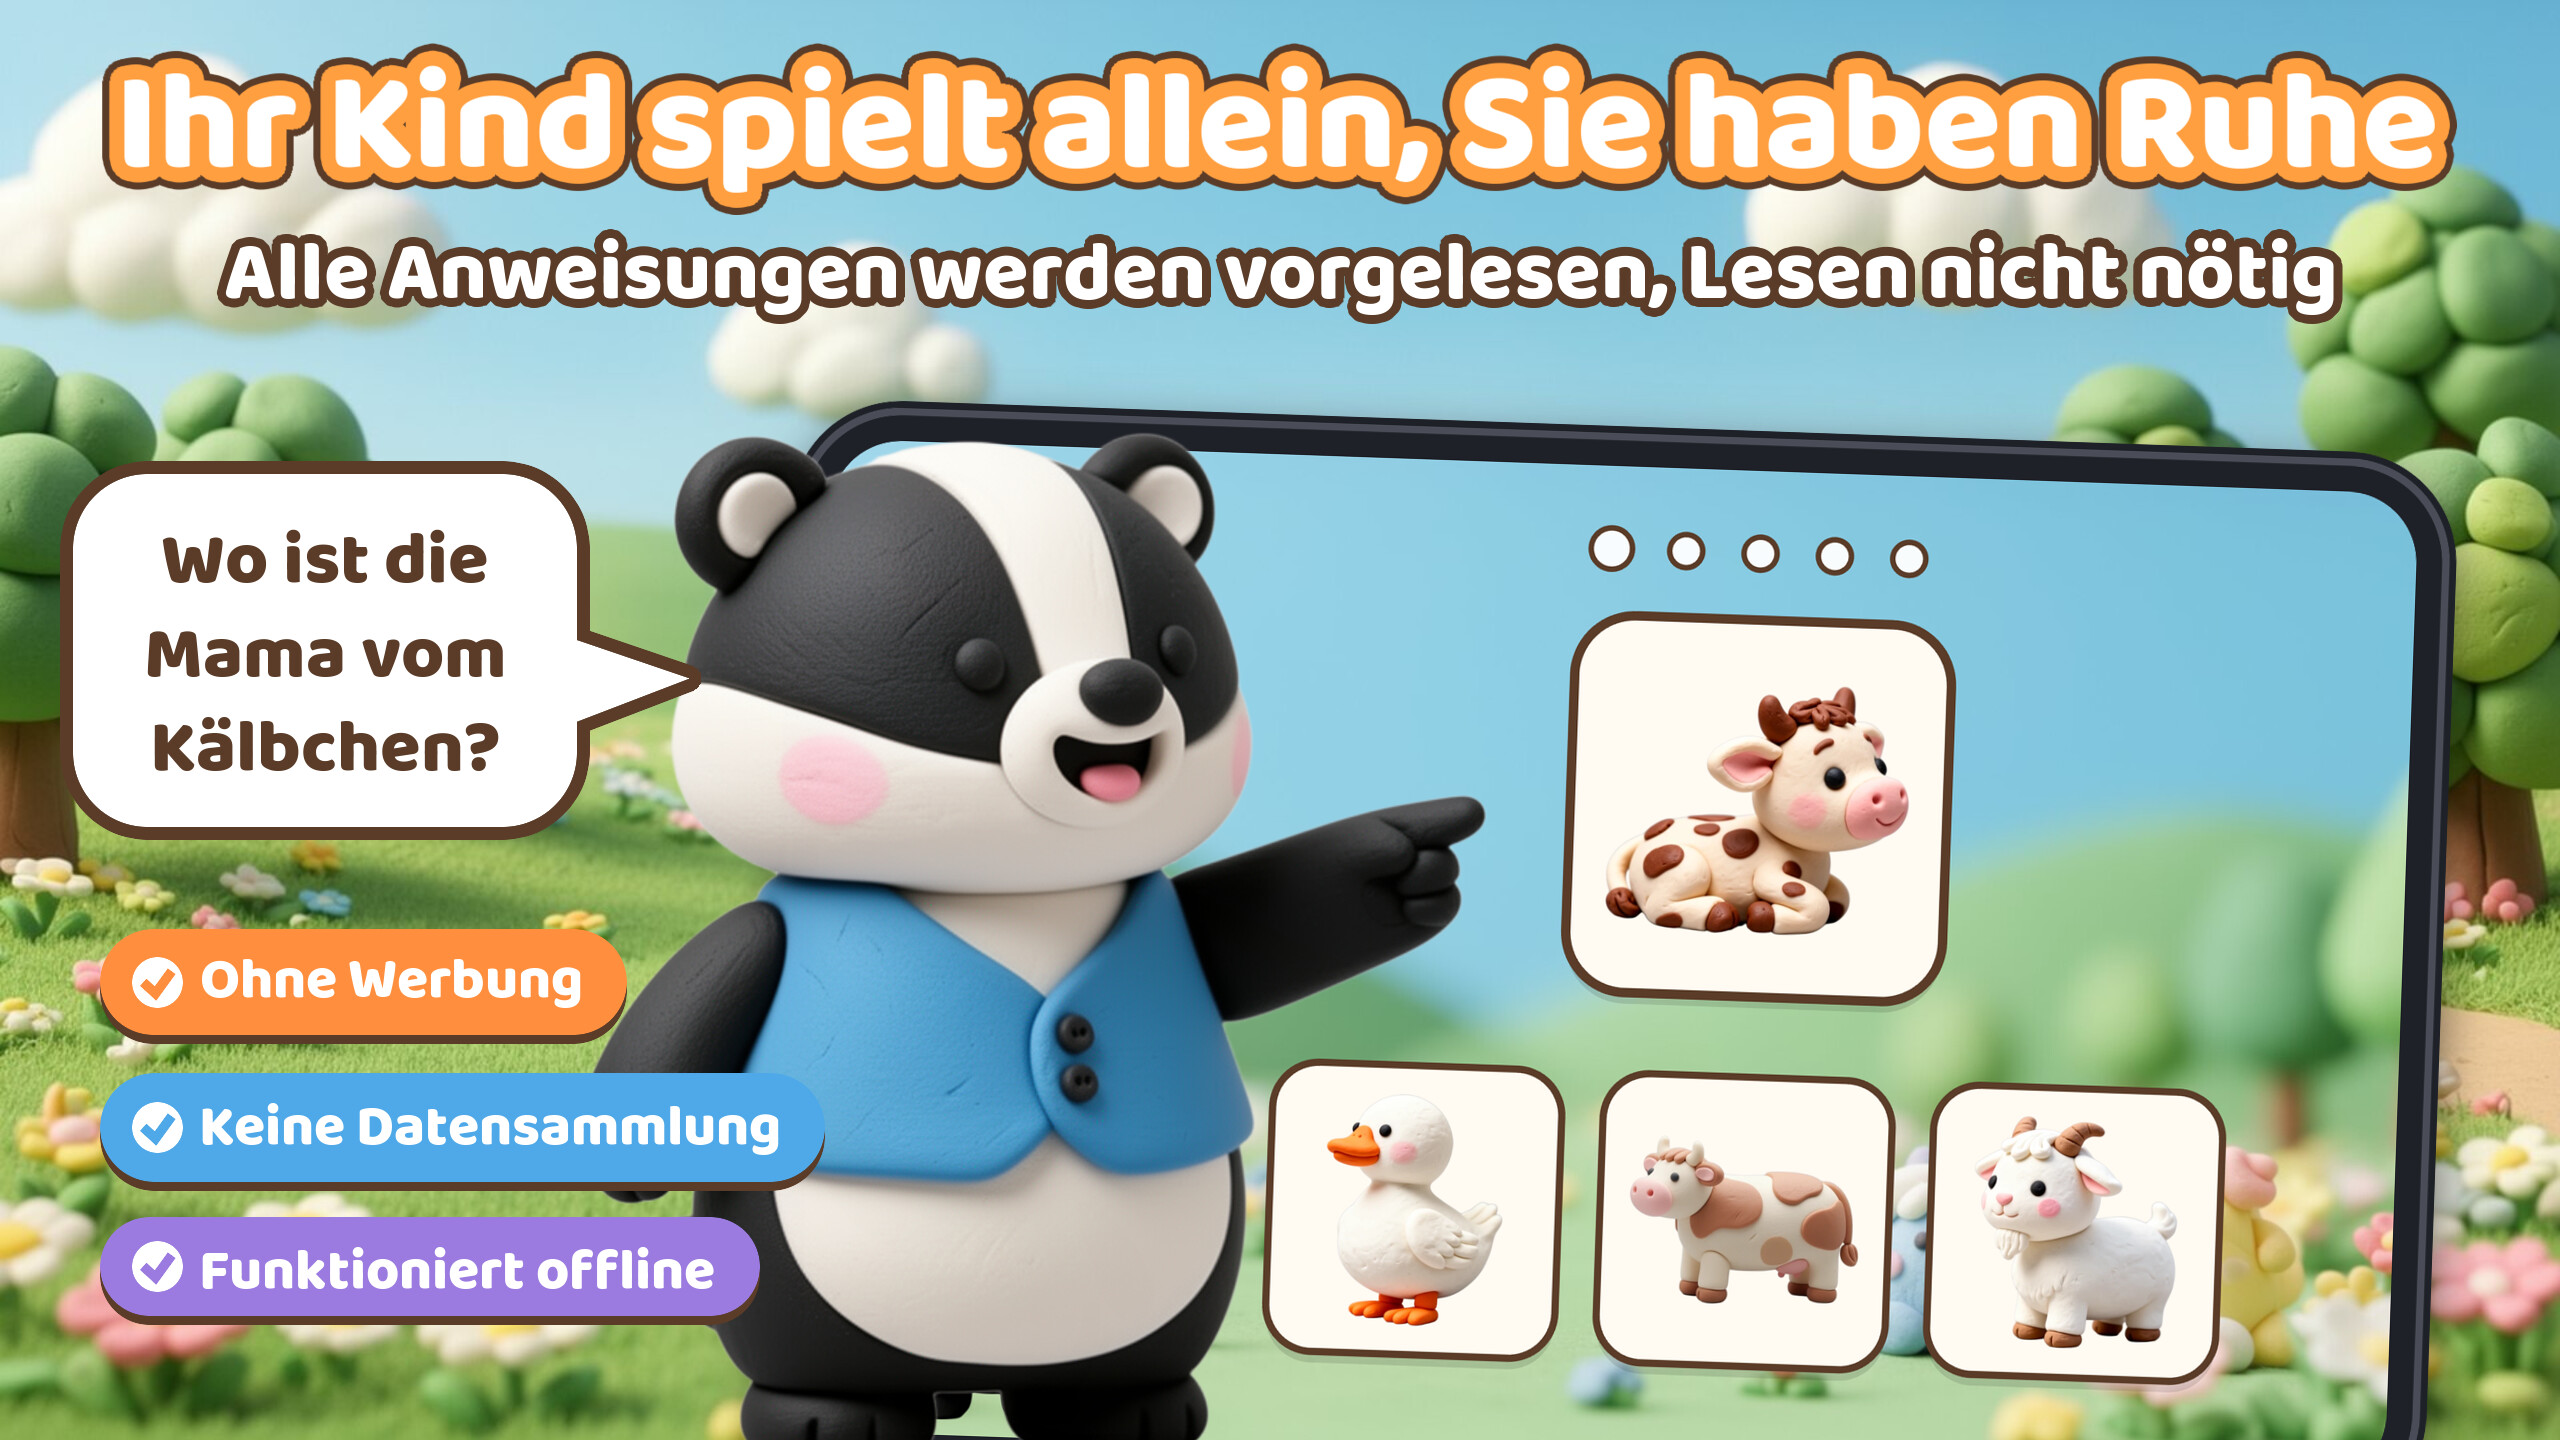 Ihr Kind spielt allein, Sie haben Ruhe
Alle Anweisungen werden vorgelesen, Lesen nicht nötig
Wo ist die
Mama vom
Kälbchen?
Ohne Werbung
Keine Datensammlung
Funktioniert offline